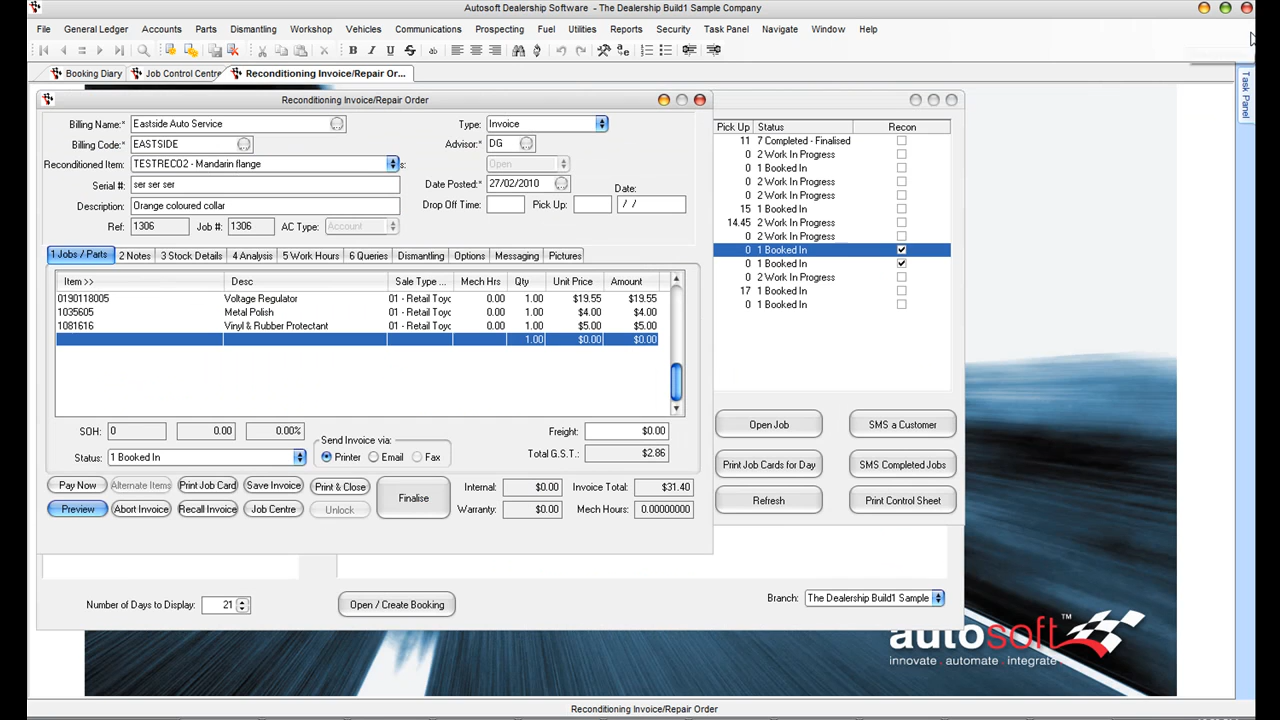 Autosoft Dealership Software - The Dealership Build1 Sample Company
File General Ledger Accounts Parts Dismantling Workshop Vehicles Communications Prospecting Fuel Utilities Reports Security Task Panel Navigate Window Help
B I U S ab
Booking Diary Job Control Centre Reconditioning Invoice/Repair Or...
Task Panel
Reconditioning Invoice/Repair Order
Billing Name:* Eastside Auto Service Type: Invoice
Billing Code:* EASTSIDE Advisor:* DG
Reconditioned Item: TESTRECO2 - Mandarin flange s: Open
Serial #: ser ser ser Date Posted:* 27/02/2010 Date:
Description: Orange coloured collar Drop Off Time: Pick Up: / /
Ref: 1306 Job #: 1306 AC Type: Account
1 Jobs / Parts 2 Notes 3 Stock Details 4 Analysis 5 Work Hours 6 Queries Dismantling Options Messaging Pictures
Item >> Desc Sale Type ... Mech Hrs Qty Unit Price Amount
0190118005 Voltage Regulator 01 - Retail Toyc 0.00 1.00 $19.55 $19.55
1035605 Metal Polish 01 - Retail Toyc 0.00 1.00 $4.00 $4.00
1081616 Vinyl & Rubber Protectant 01 - Retail Toyc 0.00 1.00 $5.00 $5.00
1.00 $0.00 $0.00
SOH: 0 0.00 0.00% Freight: $0.00
Send Invoice via:
Status: 1 Booked In Printer Email Fax Total G.S.T.: $2.86
Pay Now Alternate Items Print Job Card Save Invoice Print & Close Finalise Internal: $0.00 Invoice Total: $31.40
Preview Abort Invoice Recall Invoice Job Centre Unlock Warranty: $0.00 Mech Hours: 0.00000000
Pick Up Status Recon
11 7 Completed - Finalised
0 2 Work In Progress
0 1 Booked In
0 2 Work In Progress
0 2 Work In Progress
15 1 Booked In
14.45 2 Work In Progress
0 2 Work In Progress
0 1 Booked In
0 1 Booked In
0 2 Work In Progress
17 1 Booked In
0 1 Booked In
Open Job SMS a Customer
Print Job Cards for Day SMS Completed Jobs
Refresh Print Control Sheet
Number of Days to Display: 21 Open / Create Booking Branch: The Dealership Build1 Sample
autosoft™
innovate . automate . integrate
Reconditioning Invoice/Repair Order